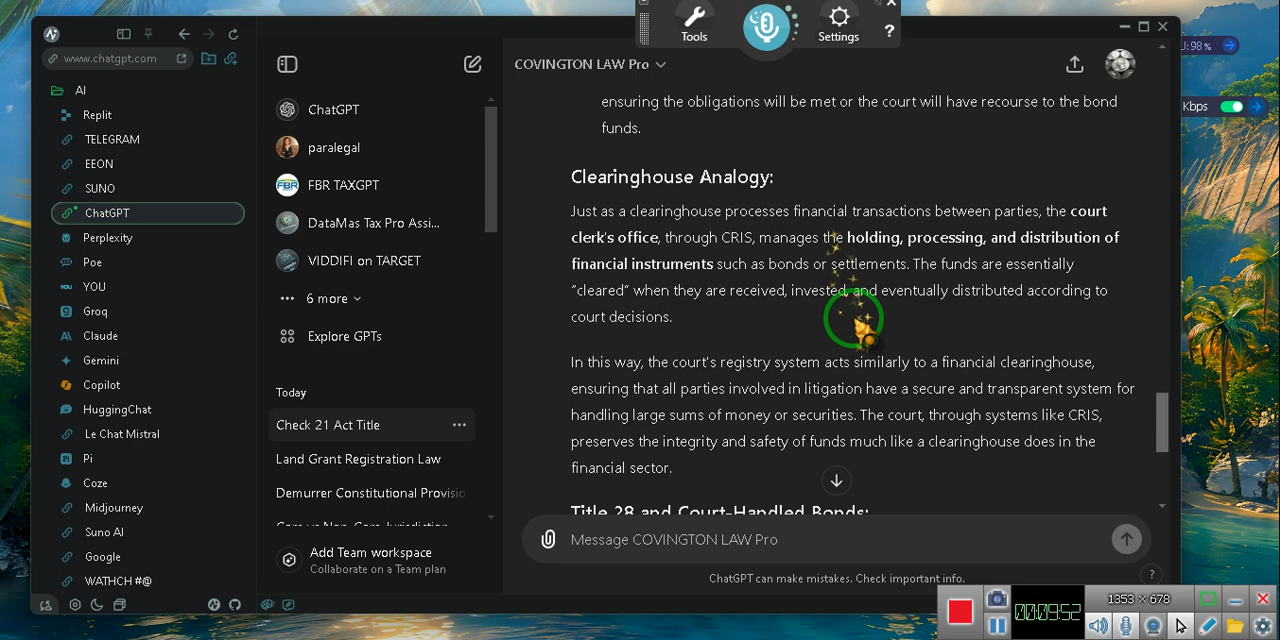 Tools
Settings
?
www.chatgpt.com
AI
Replit
TELEGRAM
EEON
SUNO
ChatGPT
Perplexity
Poe
YOU
Groq
Claude
Gemini
Copilot
HuggingChat
Le Chat Mistral
Pi
Coze
Midjourney
Suno AI
Google
WATHCH #@
ChatGPT
paralegal
FBR TAXGPT
DataMas Tax Pro Assi...
VIDDIFI on TARGET
6 more
Explore GPTs
Today
Check 21 Act Title
Land Grant Registration Law
Demurrer Constitutional Provisio
Add Team workspace
Collaborate on a Team plan
COVINGTON LAW Pro
ensuring the obligations will be met or the court will have recourse to the bond
funds.
Clearinghouse Analogy:
Just as a clearinghouse processes financial transactions between parties, the court
clerk's office, through CRIS, manages the holding, processing, and distribution of
financial instruments such as bonds or settlements. The funds are essentially
"cleared" when they are received, invested, and eventually distributed according to
court decisions.
In this way, the court's registry system acts similarly to a financial clearinghouse,
ensuring that all parties involved in litigation have a secure and transparent system for
handling large sums of money or securities. The court, through systems like CRIS,
preserves the integrity and safety of funds much like a clearinghouse does in the
financial sector.
Title 28 and Court-Handled Bonds:
Message COVINGTON LAW Pro
ChatGPT can make mistakes. Check important info.
?
98%
Kbps
1353 × 678
00:09:52